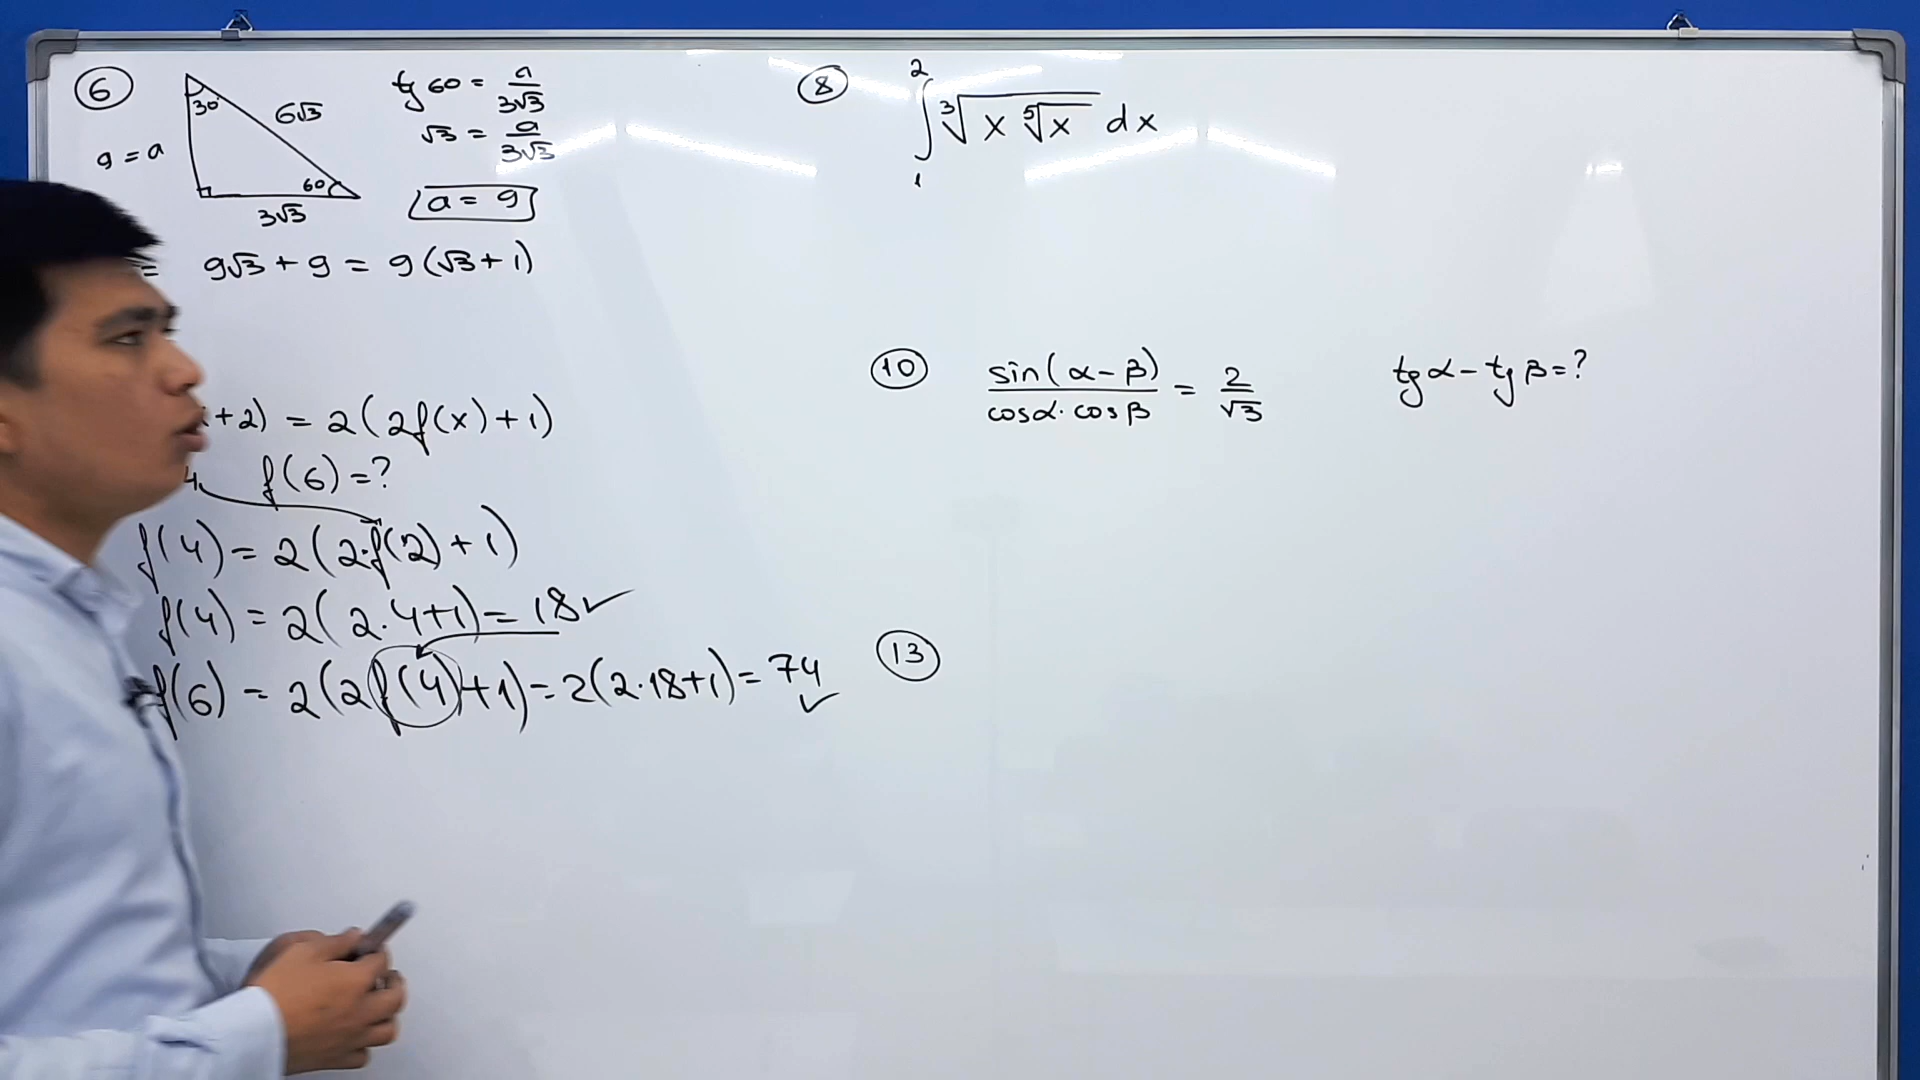 6
30°
6√3
9 = a
60
3√3
tg 60 = a/3√3
√3 = a/3√3
a = 9
= 9√3 + 9 = 9(√3 + 1)
+2) = 2(2f(x)+1)
4 f(6)=?
f(4) = 2(2·f(2)+1)
f(4) = 2(2·4+1) = 18 ✓
f(6) = 2(2f(4)+1) = 2(2·18+1) = 74 ✓
8 ∫₁² ∛(x ⁵√x) dx
10 sin(α-β)/cosα·cosβ = 2/√3 tgα - tgβ = ?
13